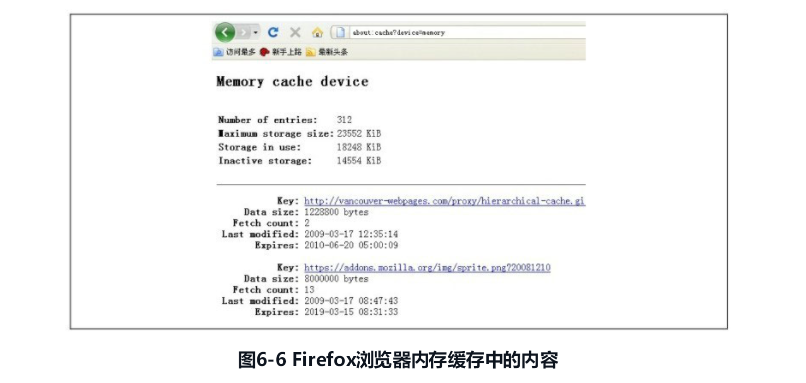 about:cache?device=memory
访问最多 新手上路 最新头条
Memory cache device
Number of entries: 312
Maximum storage size: 23552 KiB
Storage in use: 18248 KiB
Inactive storage: 14554 KiB
Key: http://vancouver-webpages.com/proxy/hierarchical-cache.gi
Data size: 1228800 bytes
Fetch count: 2
Last modified: 2009-03-17 12:35:14
Expires: 2010-06-20 05:00:09
Key: https://addons.mozilla.org/img/sprite.png?20081210
Data size: 8000000 bytes
Fetch count: 13
Last modified: 2009-03-17 08:47:43
Expires: 2019-03-15 08:31:33
图6-6 Firefox浏览器内存缓存中的内容